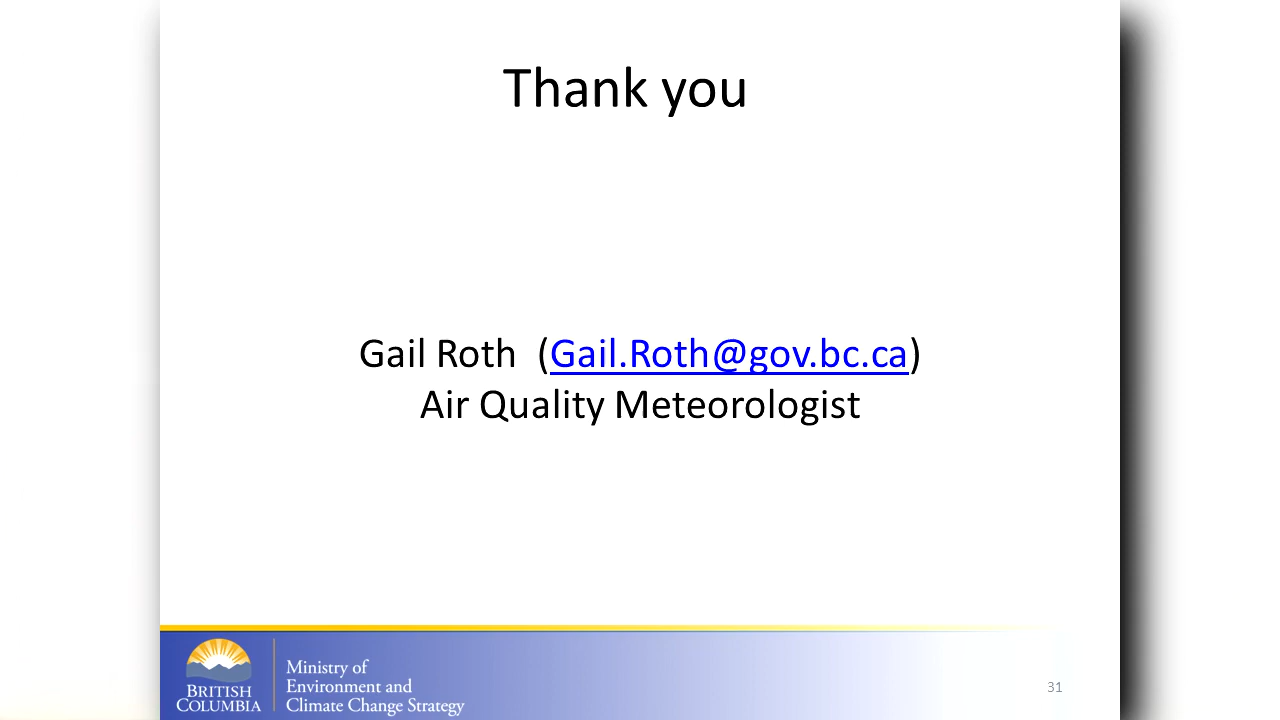 Thank you
Gail Roth  (Gail.Roth@gov.bc.ca)
Air Quality Meteorologist
BRITISH
COLUMBIA
Ministry of
Environment and
Climate Change Strategy
31